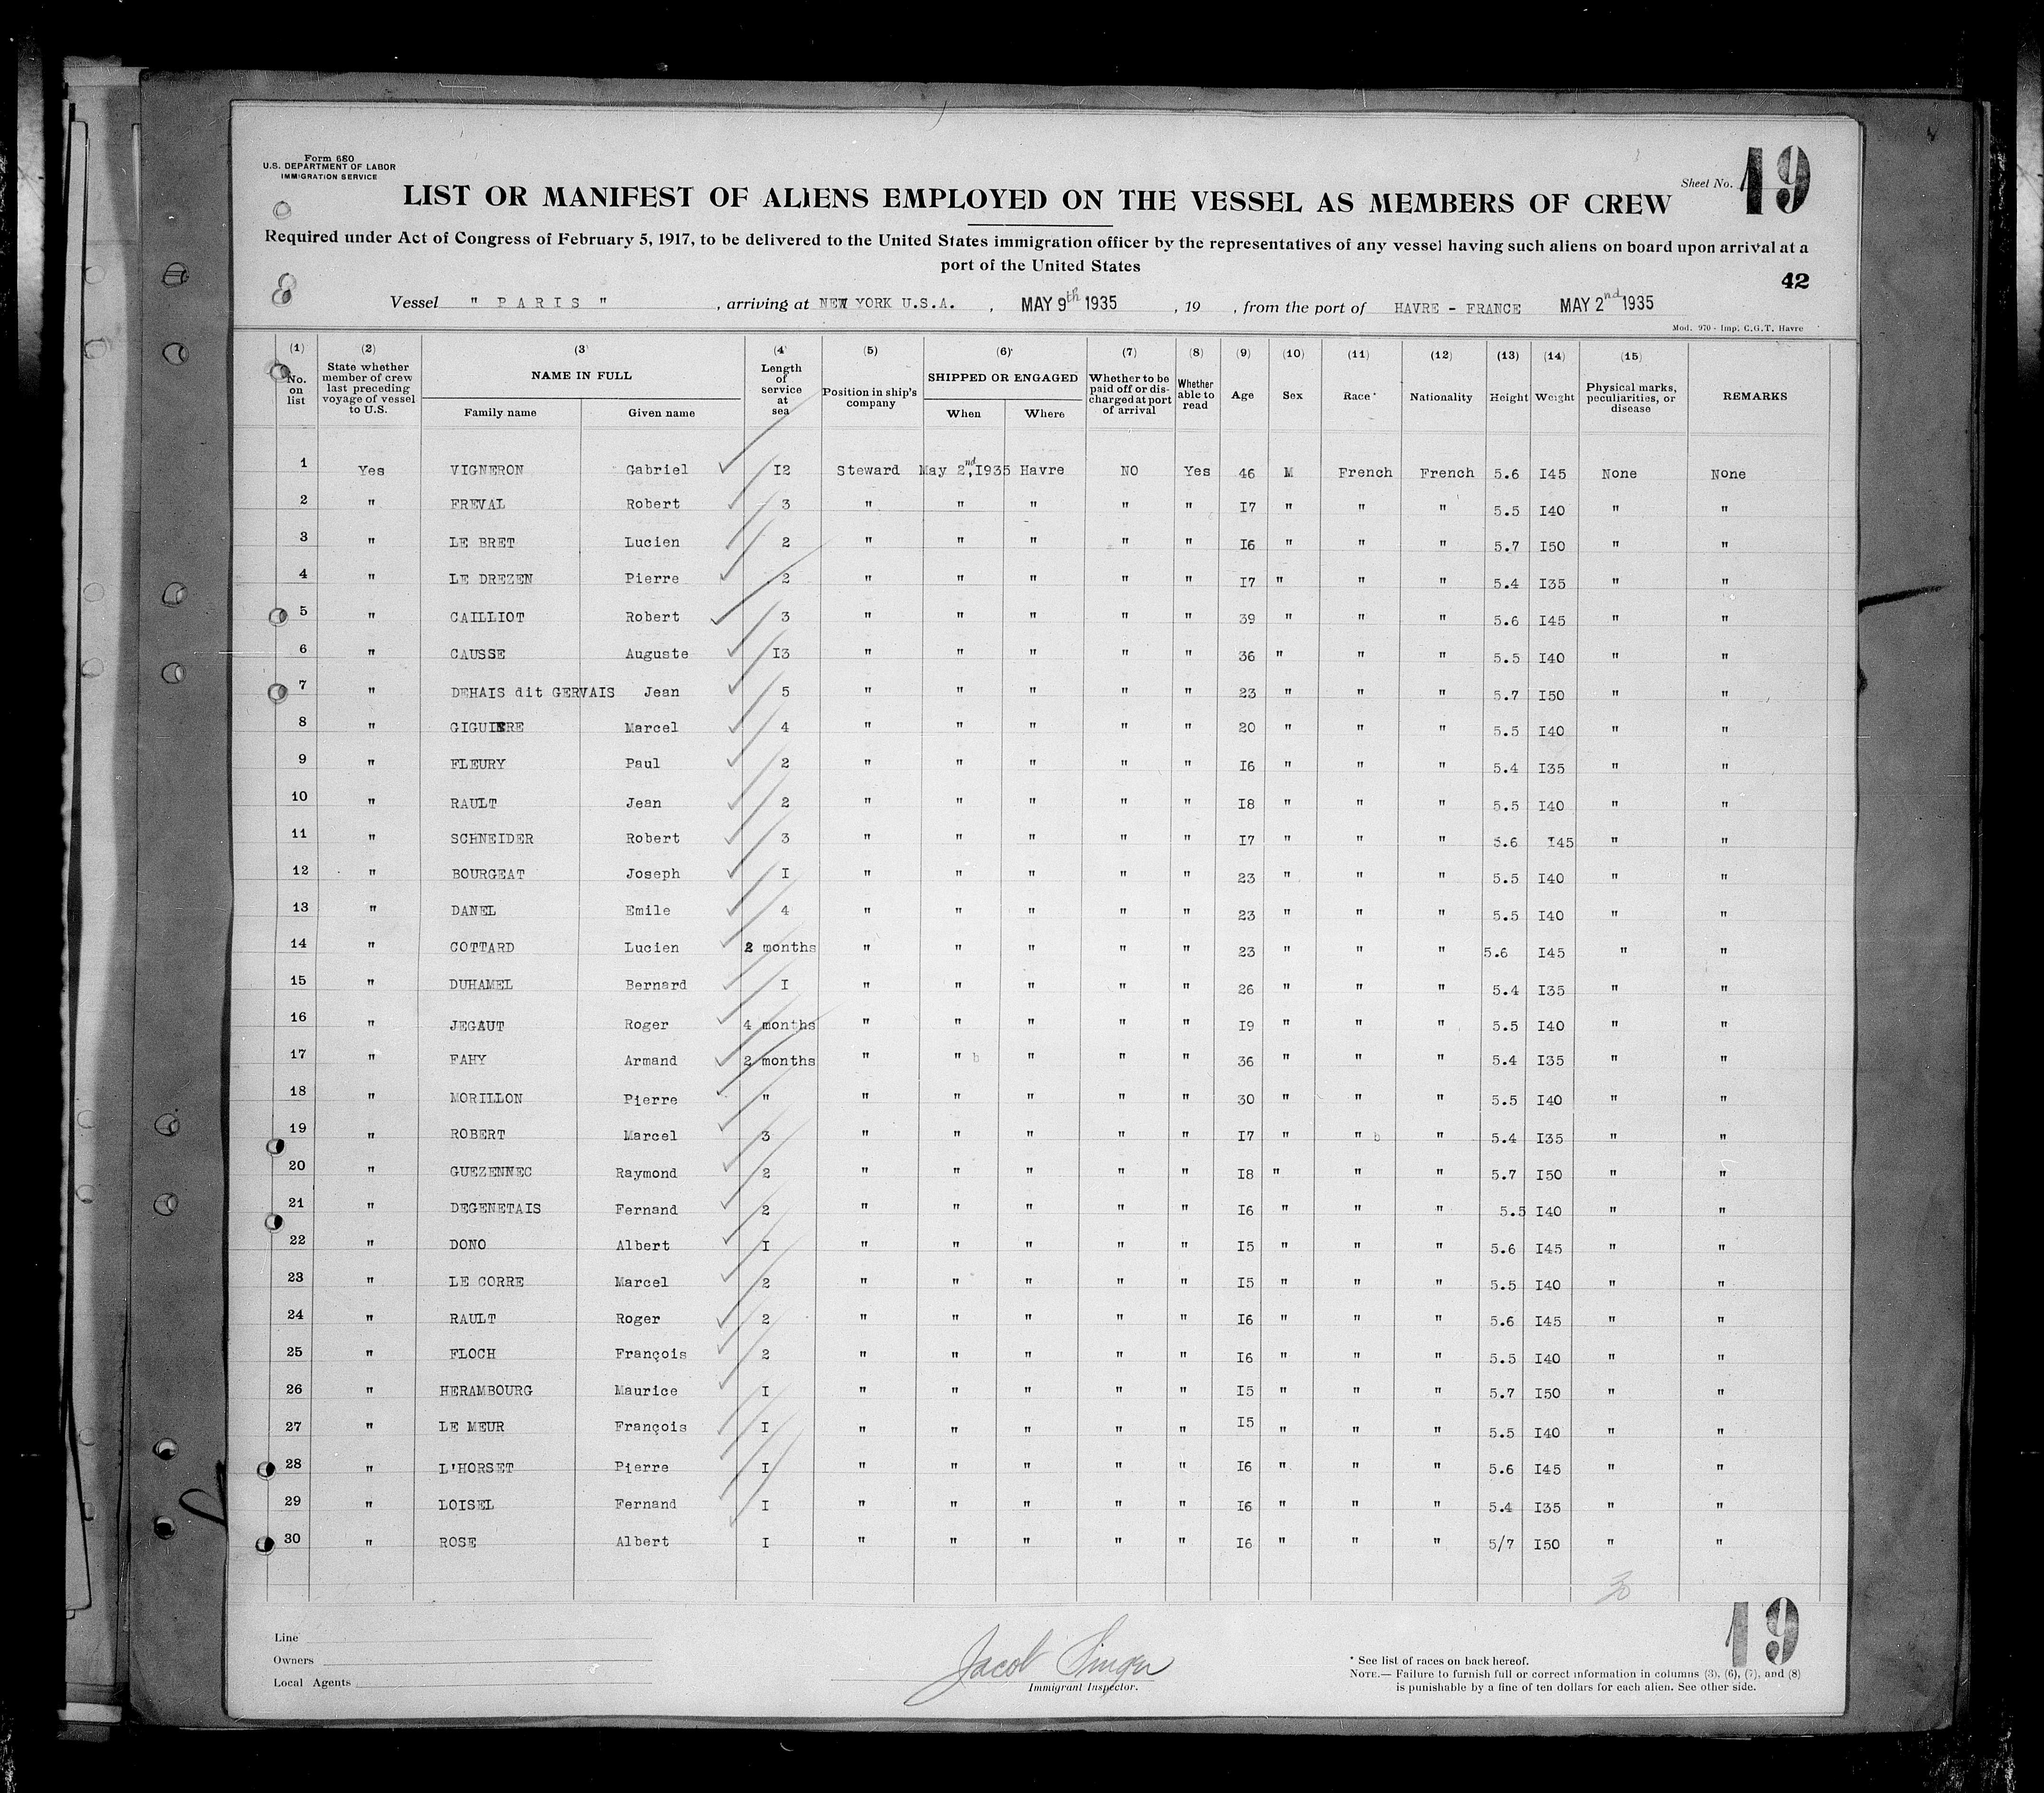 Form 680
U.S. DEPARTMENT OF LABOR
IMMIGRATION SERVICE
Sheet No. 19
LIST OR MANIFEST OF ALIENS EMPLOYED ON THE VESSEL AS MEMBERS OF CREW
Required under Act of Congress of February 5, 1917, to be delivered to the United States immigration officer by the representatives of any vessel having such aliens on board upon arrival at a
port of the United States
42
Vessel " P A R I S " , arriving at NEW YORK U.S.A. , MAY 9th 1935 , 19 , from the port of HAVRE - FRANCE MAY 2nd 1935
Mod. 970 - Imp. C.G.T. Havre
(1) (2) (3) (4) (5) (6) (7) (8) (9) (10) (11) (12) (13) (14) (15)
No. on list State whether member of crew last preceding voyage of vessel to U.S. NAME IN FULL Family name Given name Length of service at sea Position in ship's company SHIPPED OR ENGAGED When Where Whether to be paid off or discharged at port of arrival Whether able to read Age Sex Race* Nationality Height Weight Physical marks, peculiarities, or disease REMARKS
1 Yes VIGNERON Gabriel I2 Steward May 2nd,I935 Havre NO Yes 46 M French French 5.6 I45 None None
2 " FREVAL Robert 3 " " " " " I7 " " " 5.5 I40 " "
3 " LE BRET Lucien 2 " " " " " I6 " " " 5.7 I50 " "
4 " LE DREZEN Pierre 2 " " " " " I7 " " " 5.4 I35 " "
5 " CAILLIOT Robert 3 " " " " " 39 " " " 5.6 I45 " "
6 " CAUSSE Auguste I3 " " " " " 36 " " " 5.5 I40 " "
7 " DEHAIS dit GERVAIS Jean 5 " " " " " 23 " " " 5.7 I50 " "
8 " GIGUIERE Marcel 4 " " " " " 20 " " " 5.5 I40 " "
9 " FLEURY Paul 2 " " " " " I6 " " " 5.4 I35 " "
10 " RAULT Jean 2 " " " " " I8 " " " 5.5 I40 " "
11 " SCHNEIDER Robert 3 " " " " " I7 " " " 5.6 I45 " "
12 " BOURGEAT Joseph I " " " " " 23 " " " 5.5 I40 " "
13 " DANEL Emile 4 " " " " " 23 " " " 5.5 I40 " "
14 " COTTARD Lucien 2 months " " " " " 23 " " " 5.6 I45 " "
15 " DUHAMEL Bernard I " " " " " 26 " " " 5.4 I35 " "
16 " JEGAUT Roger 4 months " " " " " I9 " " " 5.5 I40 " "
17 " FAHY Armand 2 months " " b " " " 36 " " " 5.4 I35 " "
18 " MORILLON Pierre " " " " " " 30 " " " 5.5 I40 " "
19 " ROBERT Marcel 3 " " " " " I7 " " b " 5.4 I35 " "
20 " GUEZENNEC Raymond 2 " " " " " I8 " " " 5.7 I50 " "
21 " DEGENETAIS Fernand 2 " " " " " I6 " " " 5.5 I40 " "
22 " DONO Albert I " " " " " I5 " " " 5.6 I45 " "
23 " LE CORRE Marcel 2 " " " " " I5 " " " 5.5 I40 " "
24 " RAULT Roger 2 " " " " " I6 " " " 5.6 I45 " "
25 " FLOCH François 2 " " " " " I6 " " " 5.5 I40 " "
26 " HERAMBOURG Maurice I " " " " " I5 " " " 5.7 I50 " "
27 " LE MEUR François I " " " " " I5 " " " 5.5 I40 " "
28 " L'HORSET Pierre I " " " " " I6 " " " 5.6 I45 " "
29 " LOISEL Fernand I " " " " " I6 " " " 5.4 I35 " "
30 " ROSE Albert I " " " " " I6 " " " 5/7 I50 " "
30
19
Line
Owners
Local Agents
Jacob Singer
Immigrant Inspector.
* See list of races on back hereof.
NOTE.— Failure to furnish full or correct information in columns (3), (6), (7), and (8)
is punishable by a fine of ten dollars for each alien. See other side.